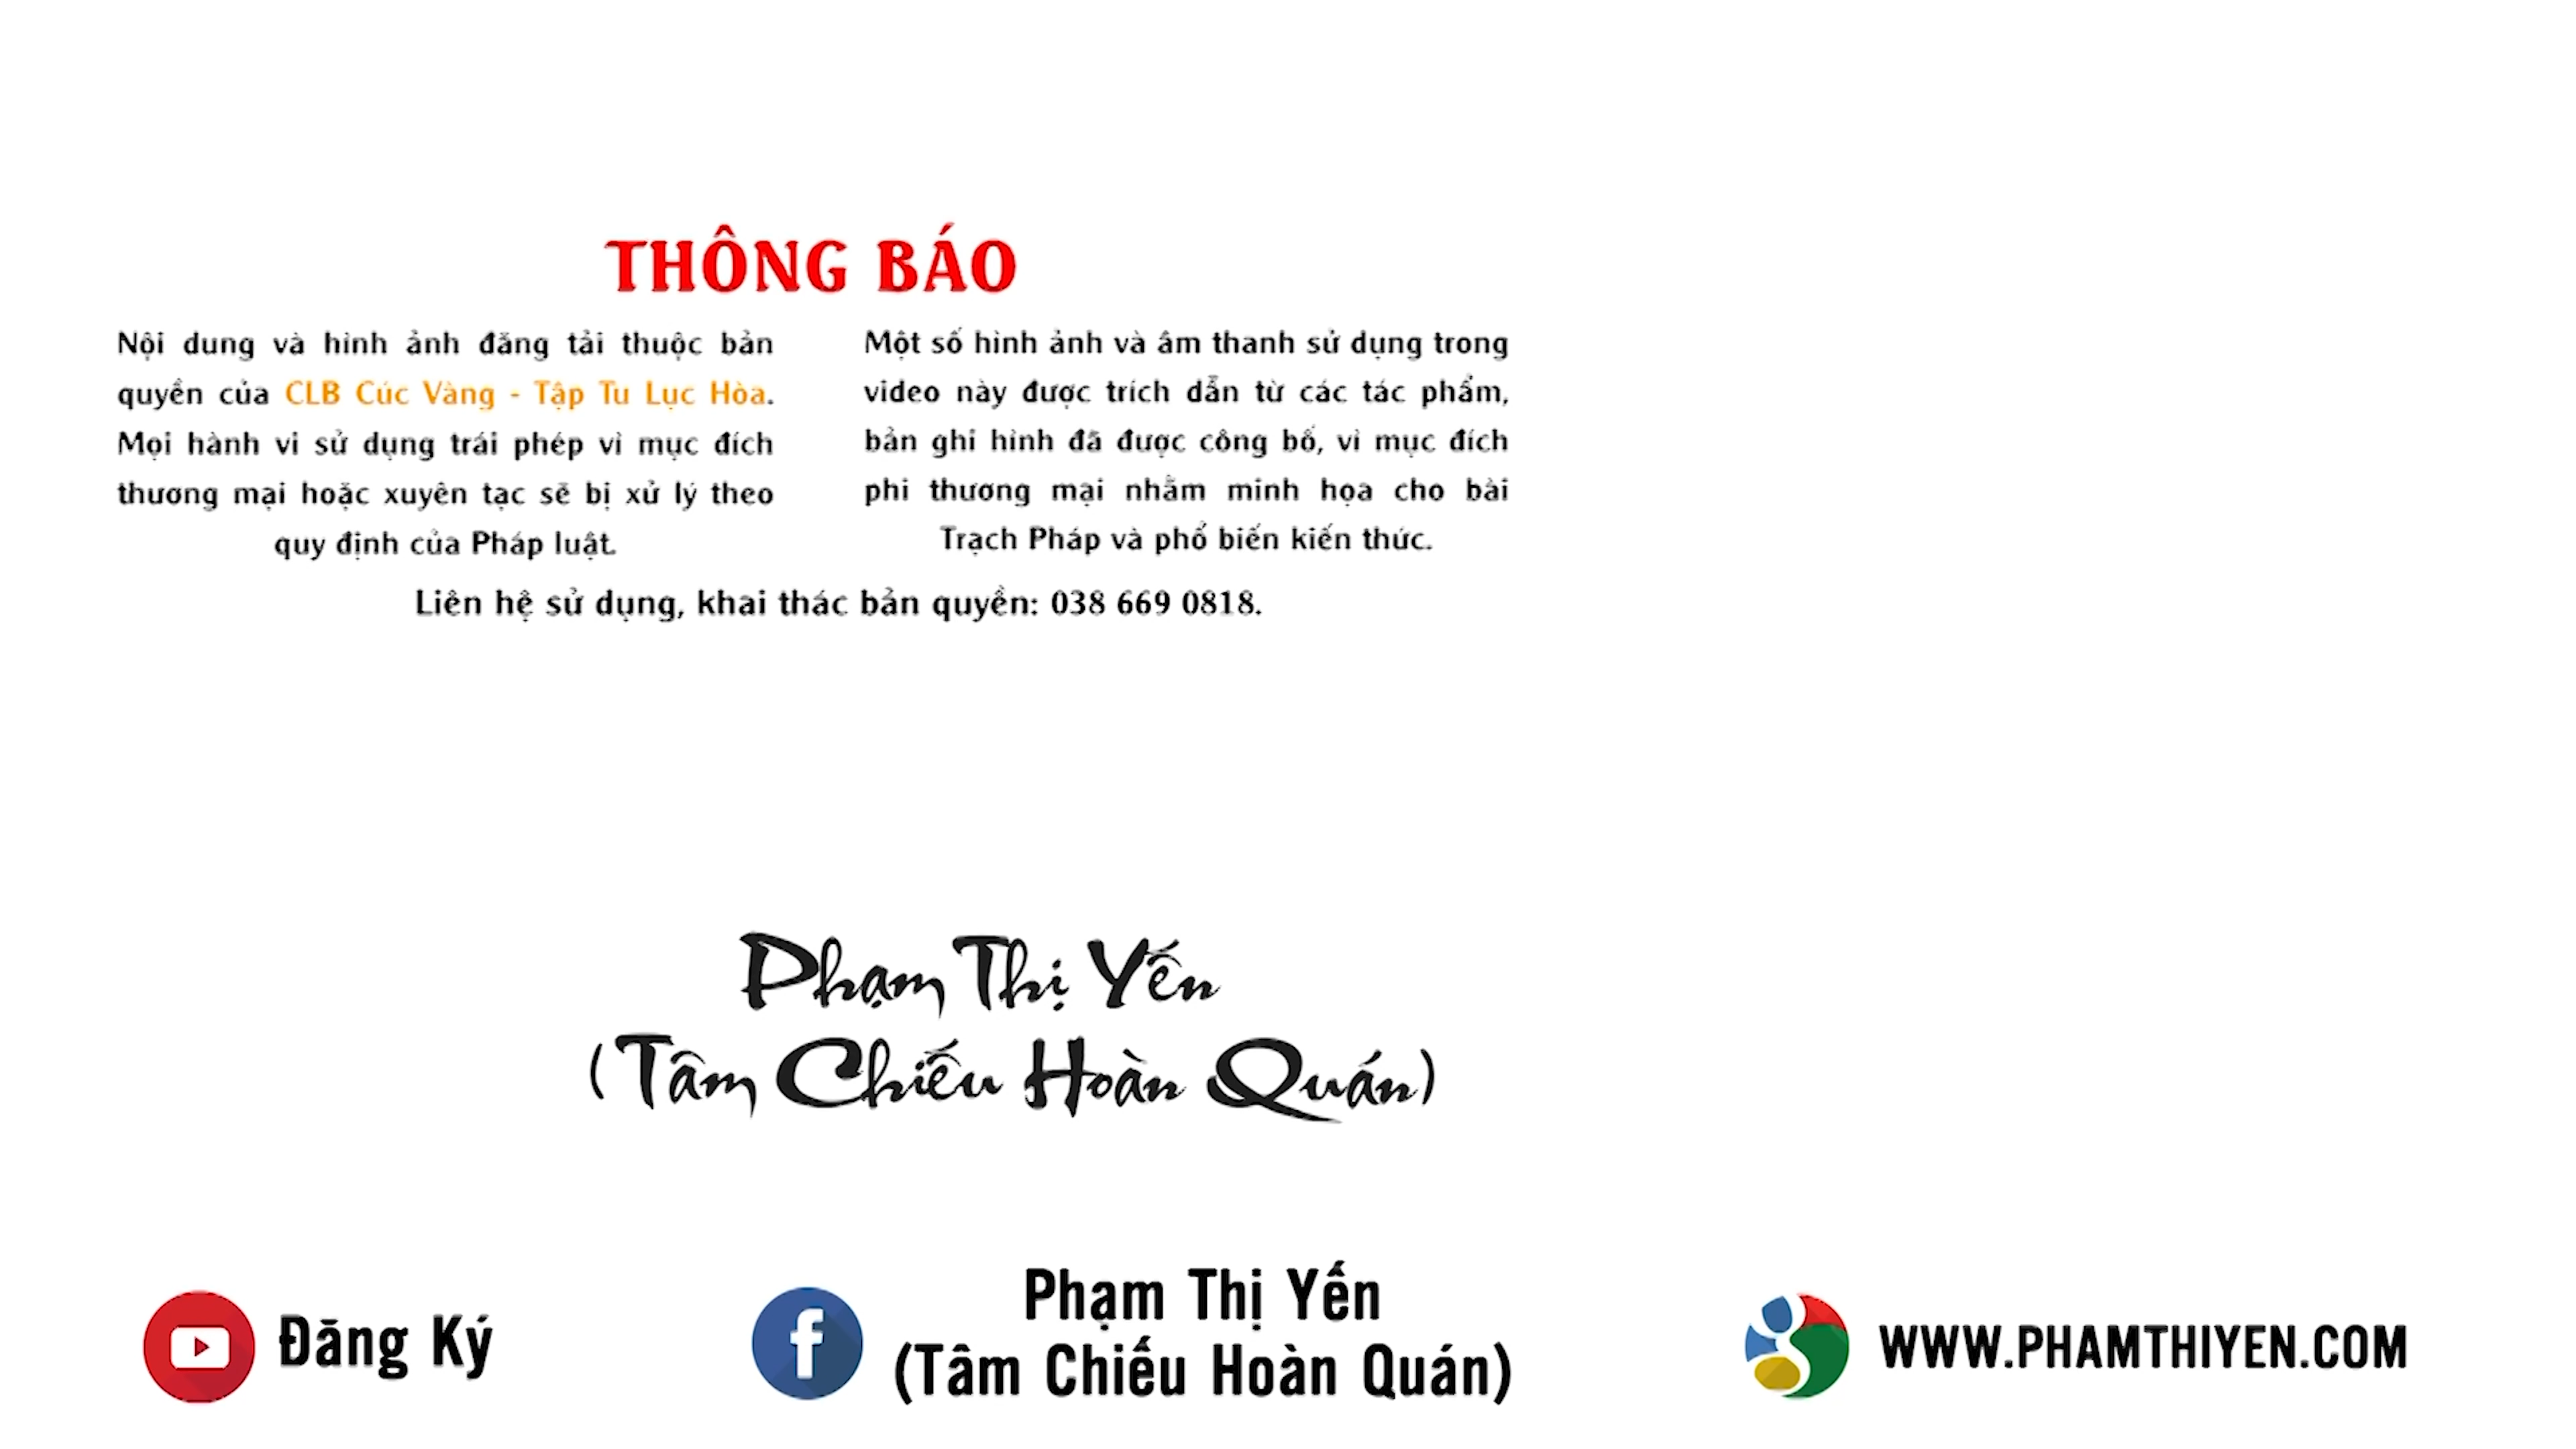 THÔNG BÁO
Nội dung và hình ảnh đăng tải thuộc bản
quyền của CLB Cúc Vàng - Tập Tu Lục Hòa.
Mọi hành vi sử dụng trái phép vì mục đích
thương mại hoặc xuyên tạc sẽ bị xử lý theo
quy định của Pháp luật.
Một số hình ảnh và âm thanh sử dụng trong
video này được trích dẫn từ các tác phẩm,
bản ghi hình đã được công bố, vì mục đích
phi thương mại nhằm minh họa cho bài
Trạch Pháp và phổ biến kiến thức.
Liên hệ sử dụng, khai thác bản quyền: 038 669 0818.
Phạm Thị Yến
(Tâm Chiếu Hoàn Quán)
Đăng Ký
Phạm Thị Yến
(Tâm Chiếu Hoàn Quán)
WWW.PHAMTHIYEN.COM